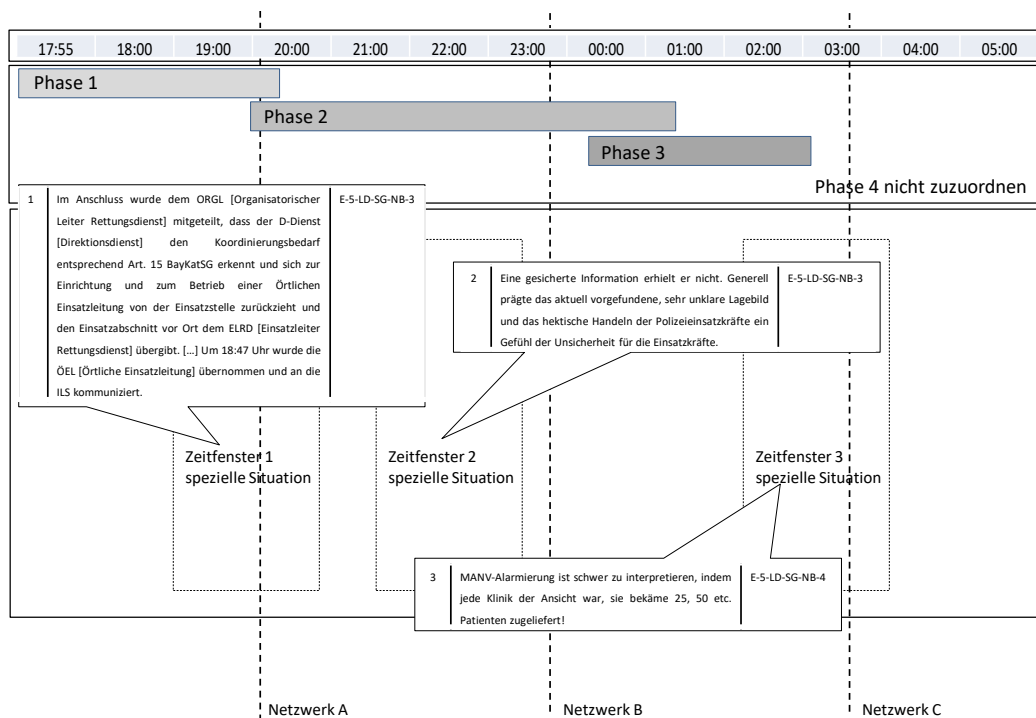 17:55 18:00 19:00 20:00 21:00 22:00 23:00 00:00 01:00 02:00 03:00 04:00 05:00
Phase 1
Phase 2
Phase 3
Phase 4 nicht zuzuordnen
1 Im Anschluss wurde dem ORGL [Organisatorischer E-5-LD-SG-NB-3
Leiter Rettungsdienst] mitgeteilt, dass der D-Dienst
[Direktionsdienst] den Koordinierungsbedarf
entsprechend Art. 15 BayKatSG erkennt und sich zur
Einrichtung und zum Betrieb einer Örtlichen
Einsatzleitung von der Einsatzstelle zurückzieht und
den Einsatzabschnitt vor Ort dem ELRD [Einsatzleiter
Rettungsdienst] übergibt. […] Um 18:47 Uhr wurde die
ÖEL [Örtliche Einsatzleitung] übernommen und an die
ILS kommuniziert.
2 Eine gesicherte Information erhielt er nicht. Generell E-5-LD-SG-NB-3
prägte das aktuell vorgefundene, sehr unklare Lagebild
und das hektische Handeln der Polizeieinsatzkräfte ein
Gefühl der Unsicherheit für die Einsatzkräfte.
Zeitfenster 1
spezielle Situation
Zeitfenster 2
spezielle Situation
Zeitfenster 3
spezielle Situation
3 MANV-Alarmierung ist schwer zu interpretieren, indem E-5-LD-SG-NB-4
jede Klinik der Ansicht war, sie bekäme 25, 50 etc.
Patienten zugeliefert!
Netzwerk A
Netzwerk B
Netzwerk C